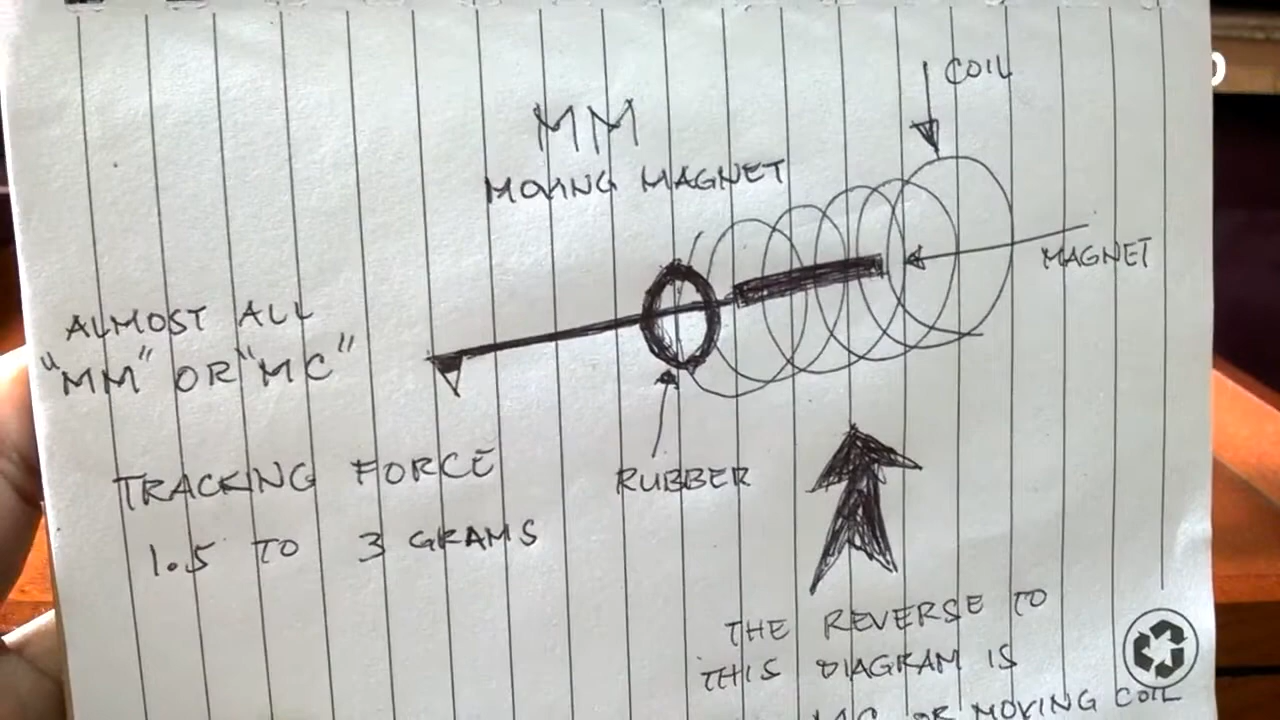 COIL
MM
MOVING MAGNET
MAGNET
ALMOST ALL
"MM" OR "MC"
RUBBER
TRACKING FORCE
1.5 TO 3 GRAMS
THE REVERSE TO
THIS DIAGRAM IS
MC OR MOVING COIL